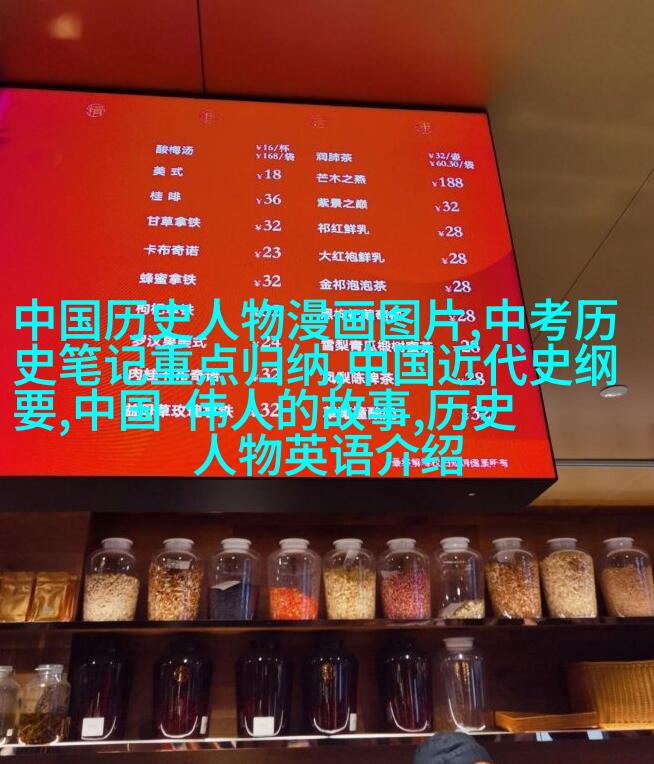 酸梅汤 ¥16/杯 ¥168/袋
美式 ¥18
桂啡 ¥36
甘草拿铁 ¥32
卡布奇诺 ¥23
蜂蜜拿铁 ¥32
润肺茶 ¥32/壶 ¥60.30/袋
芒木之燕 ¥188
紫景之巅 ¥32
祁红鲜乳 ¥28
大红袍鲜乳 ¥28
金祁泡泡茶 ¥28
中国历史人物漫画图片,中考历
史笔记重点归纳,中国近代史纲
要,中国一伟人的故事,历史
人物英语介绍